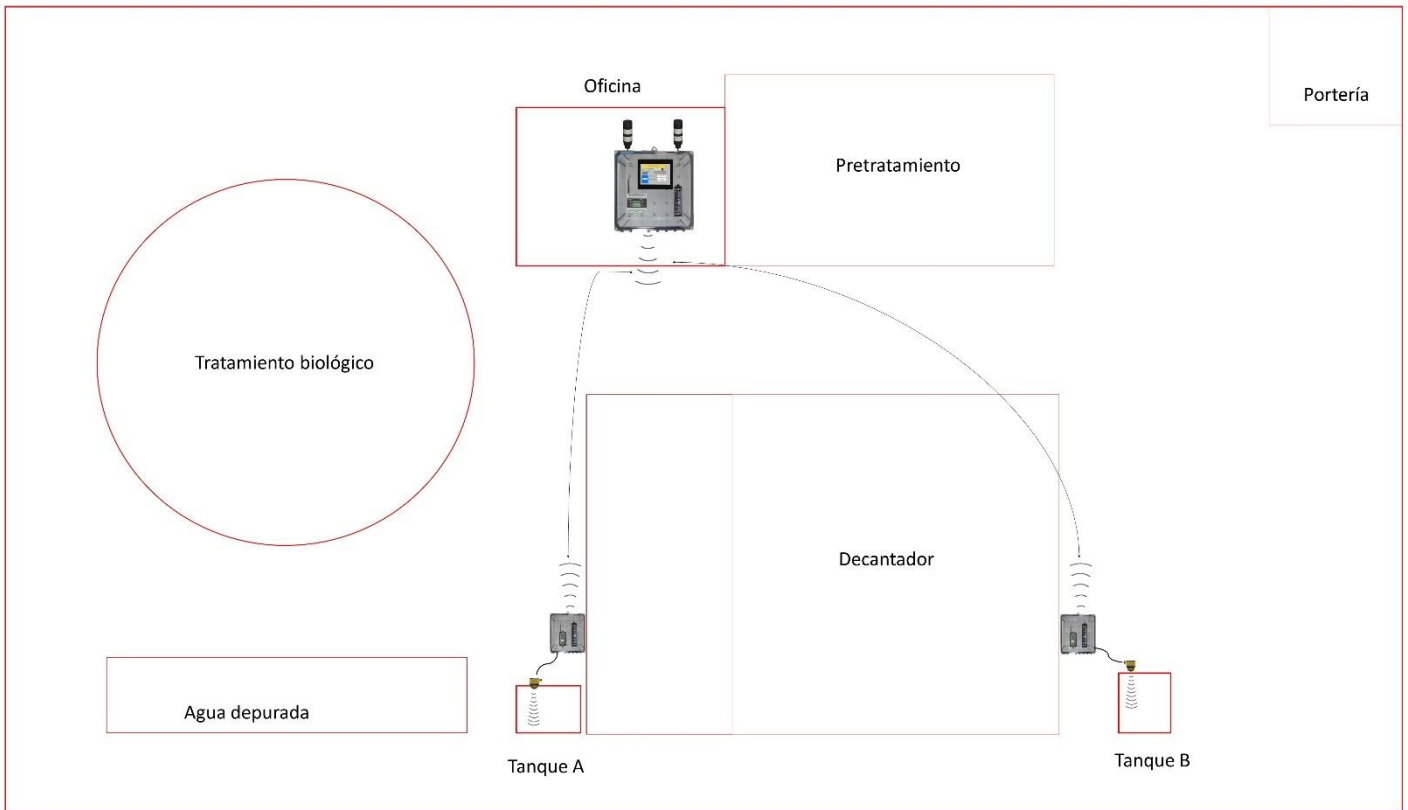 Oficina
Portería
Pretratamiento
Tratamiento biológico
Decantador
Agua depurada
Tanque A
Tanque B